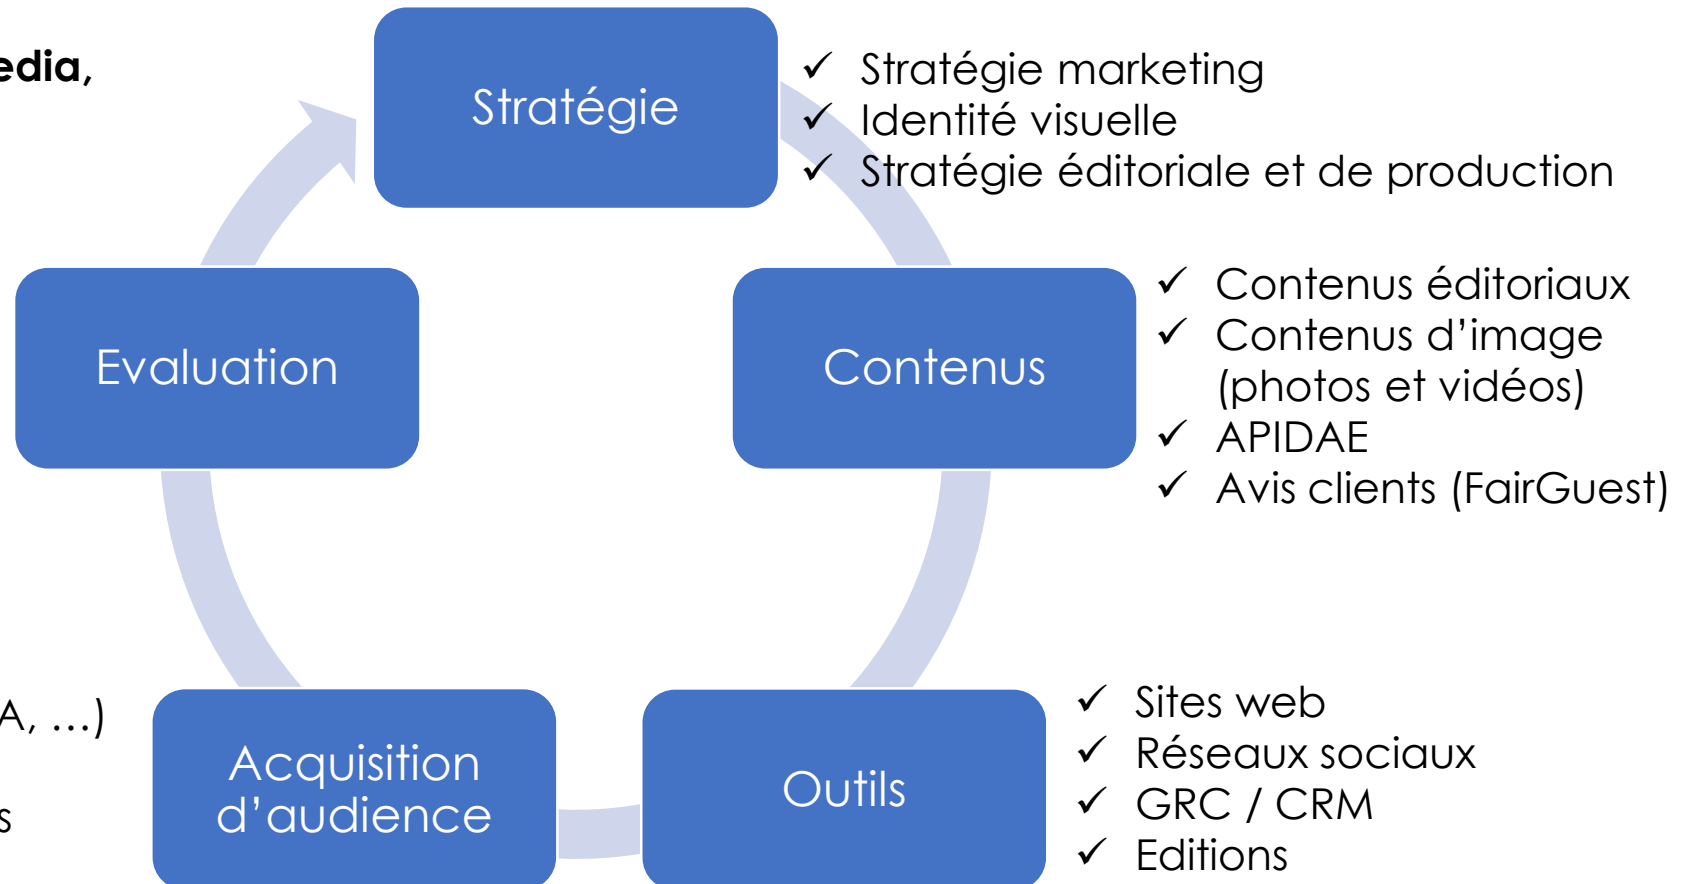 edia,
Stratégie
✓ Stratégie marketing
✓ Identité visuelle
✓ Stratégie éditoriale et de production
Evaluation
Contenus
✓ Contenus éditoriaux
✓ Contenus d’image
(photos et vidéos)
✓ APIDAE
✓ Avis clients (FairGuest)
A, …)
s
Acquisition
d’audience
Outils
✓ Sites web
✓ Réseaux sociaux
✓ GRC / CRM
✓ Editions